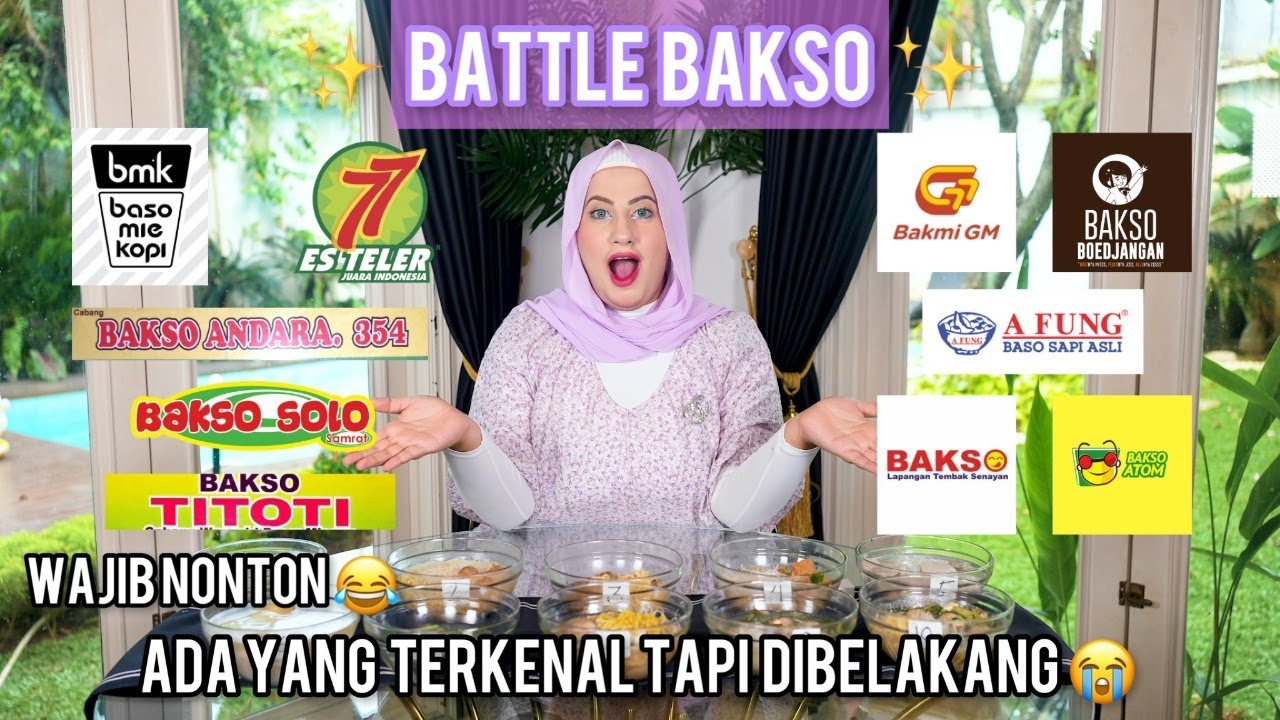 BATTLE BAKSO
bmk
baso
mie
kopi
77
ES TELER
JUARA INDONESIA
Cabang
BAKSO ANDARA. 354
BAKSO SOLO
Samrat
BAKSO
TITOTI
Bakmi GM
BAKSO
BOEDJANGAN
A FUNG®
A FUNG
BASO SAPI ASLI
BAKSO
Lapangan Tembak Senayan
BAKSO
ATOM
WAJIB NONTON
ADA YANG TERKENAL TAPI DIBELAKANG